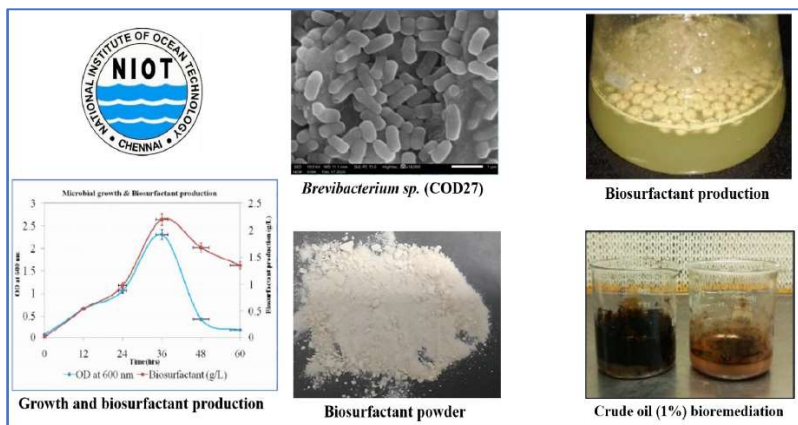 NATIONAL INSTITUTE OF OCEAN TECHNOLOGY
NIOT
CHENNAI
Brevibacterium sp. (COD27)
Biosurfactant production
Microbial growth & Biosurfactant production
OD at 600 nm
Biosurfactant production (g/L)
3
2.5
2
1.5
1
0.5
0
2.5
2
1.5
1
0.5
0
0 12 24 36 48 60
Time(hrs)
OD at 600 nm Biosurfactant (g/L)
Growth and biosurfactant production
Biosurfactant powder
Crude oil (1%) bioremediation